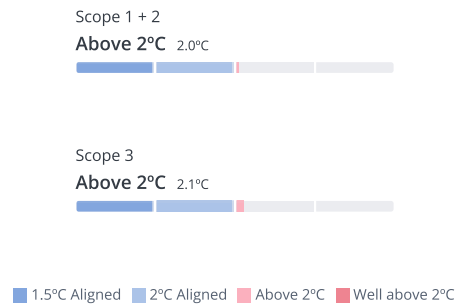 Scope 1 + 2
Above 2ºC 2.0ºC
Scope 3
Above 2ºC 2.1ºC
1.5ºC Aligned 2ºC Aligned Above 2ºC Well above 2ºC